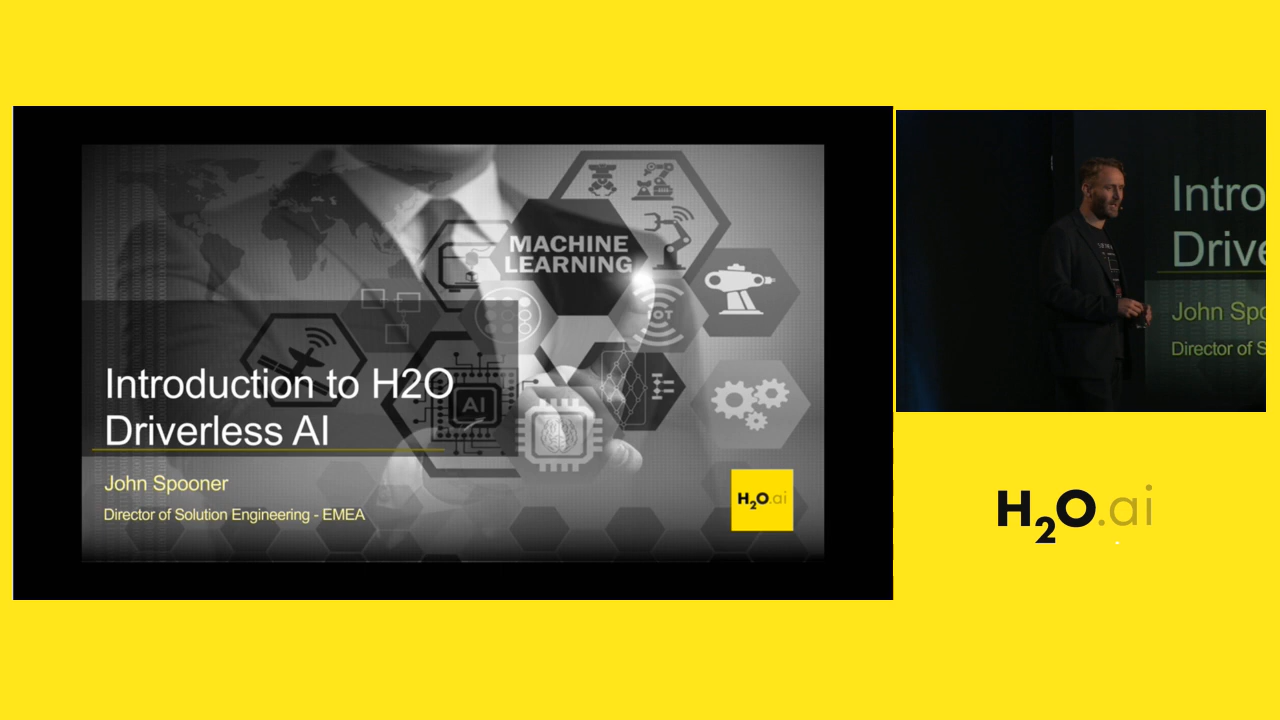 MACHINE
LEARNING
IOT
AI
Introduction to H2O
Driverless AI
John Spooner
Director of Solution Engineering - EMEA
H2O.ai
Intro
Drive
John Spo
Director of S
H2O.ai